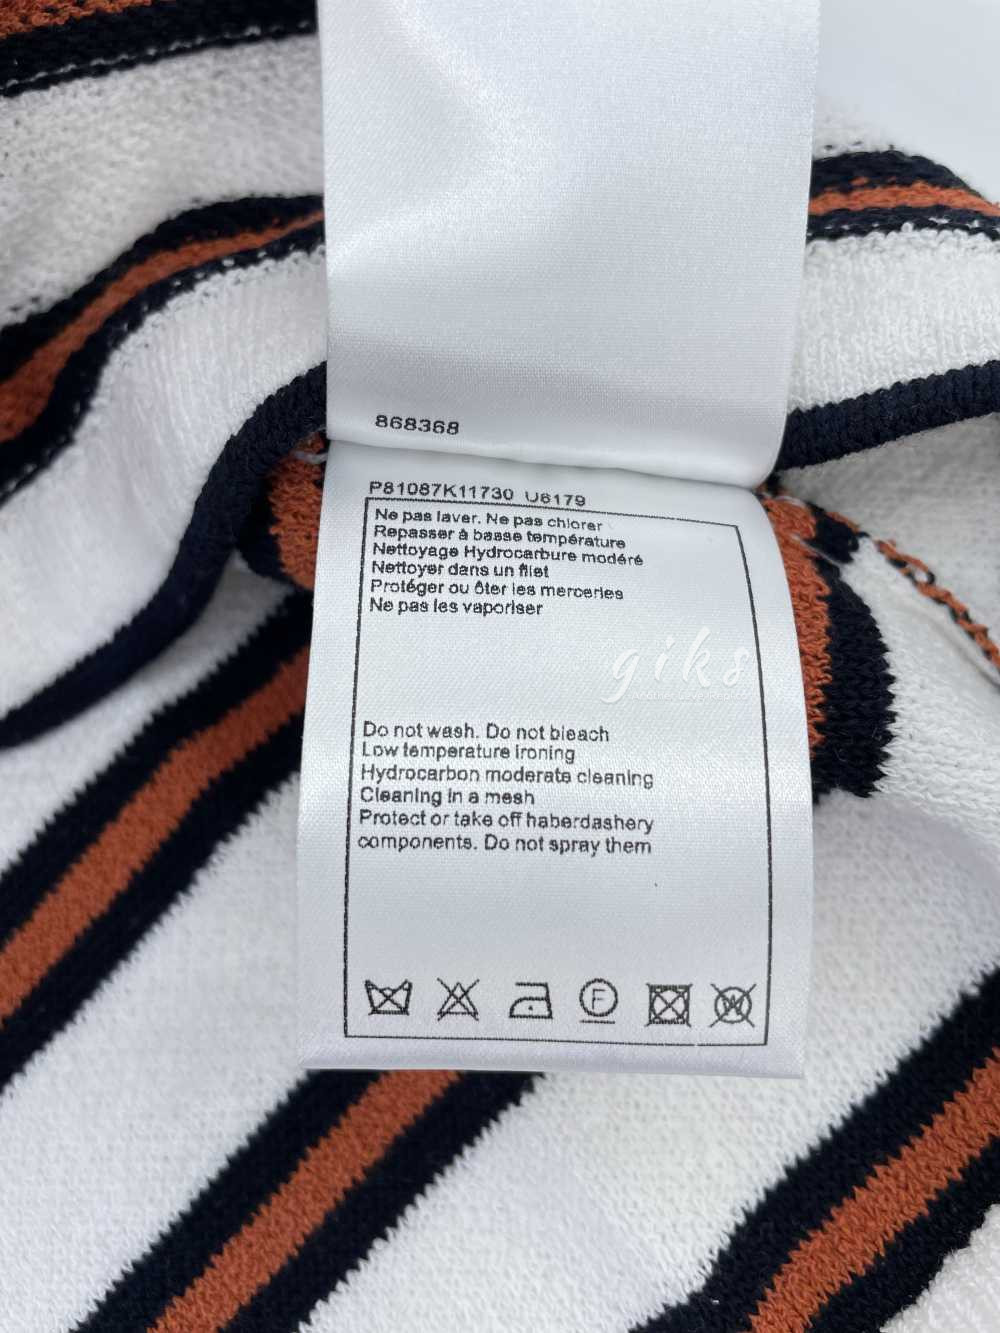 868368
P81087K11730 U6179
Ne pas laver. Ne pas chlorer
Repasser à basse température
Nettoyage Hydrocarbure modéré
Nettoyer dans un filet
Protéger ou ôter les merceries
Ne pas les vaporiser
giks
Do not wash. Do not bleach
Low temperature ironing
Hydrocarbon moderate cleaning
Cleaning in a mesh
Protect or take off haberdashery
components. Do not spray them
F W